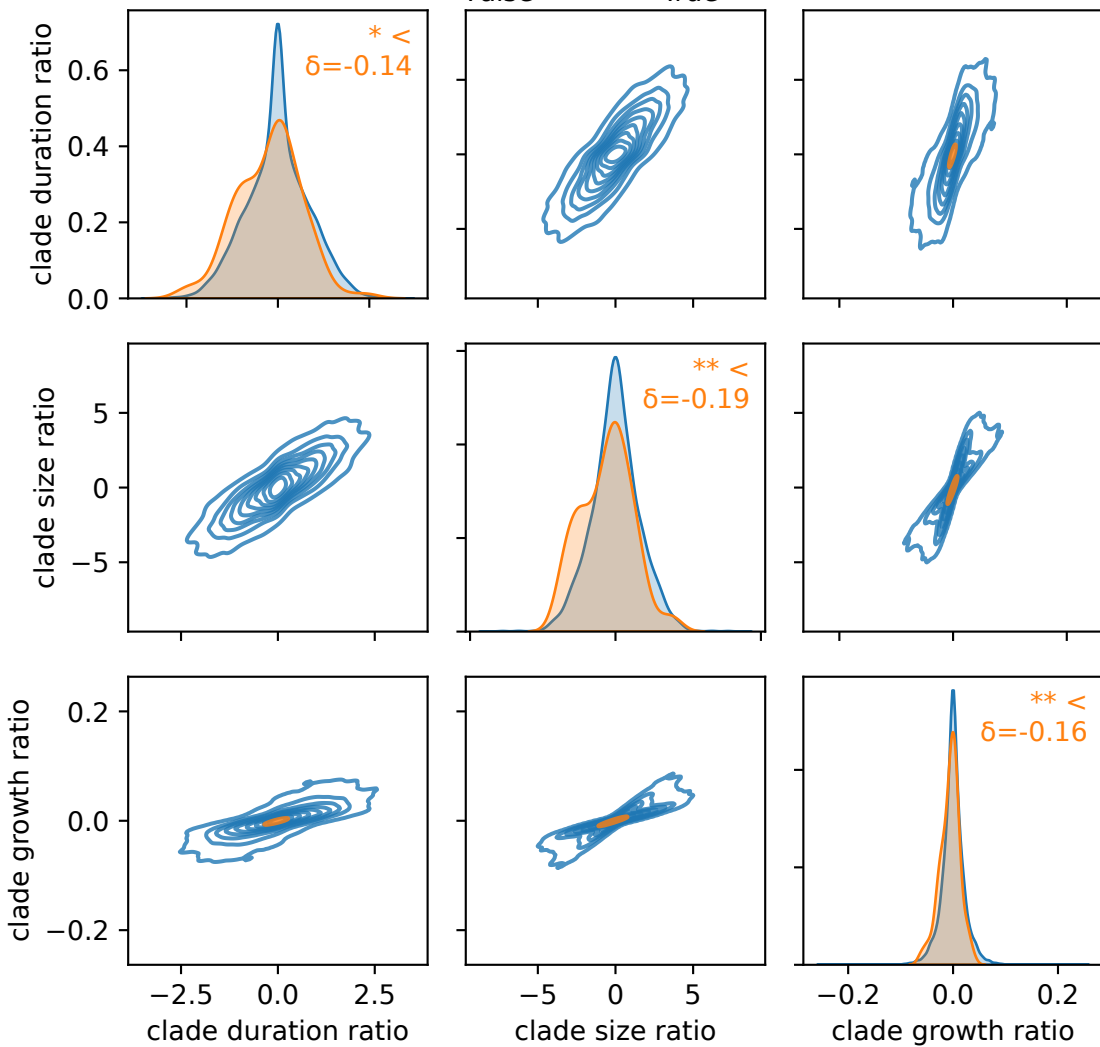 True
clade duration ratio
0.6
0.4
0.2
0.0
* <
δ=-0.14
clade size ratio
5
0
−5
** <
δ=-0.19
clade growth ratio
0.2
0.0
−0.2
** <
δ=-0.16
−2.5
0.0
2.5
−5
0
5
−0.2
0.0
0.2
clade duration ratio
clade size ratio
clade growth ratio